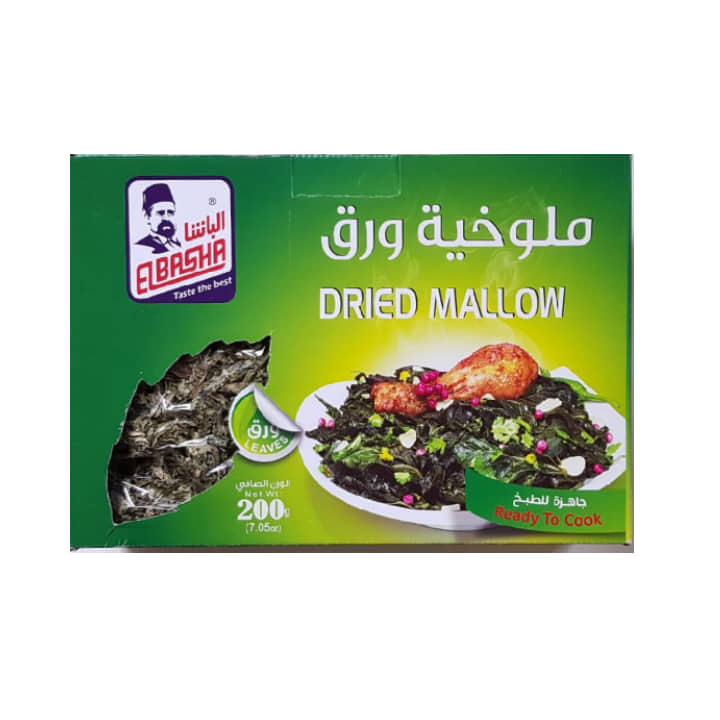 ®
الباشا
ELBASHA
Taste the best
ملوخية ورق
DRIED MALLOW
ورق
LEAVES
الوزن الصافي
Net Wt:
200g
(7.05oz)
جاهزة للطبخ
Ready To Cook